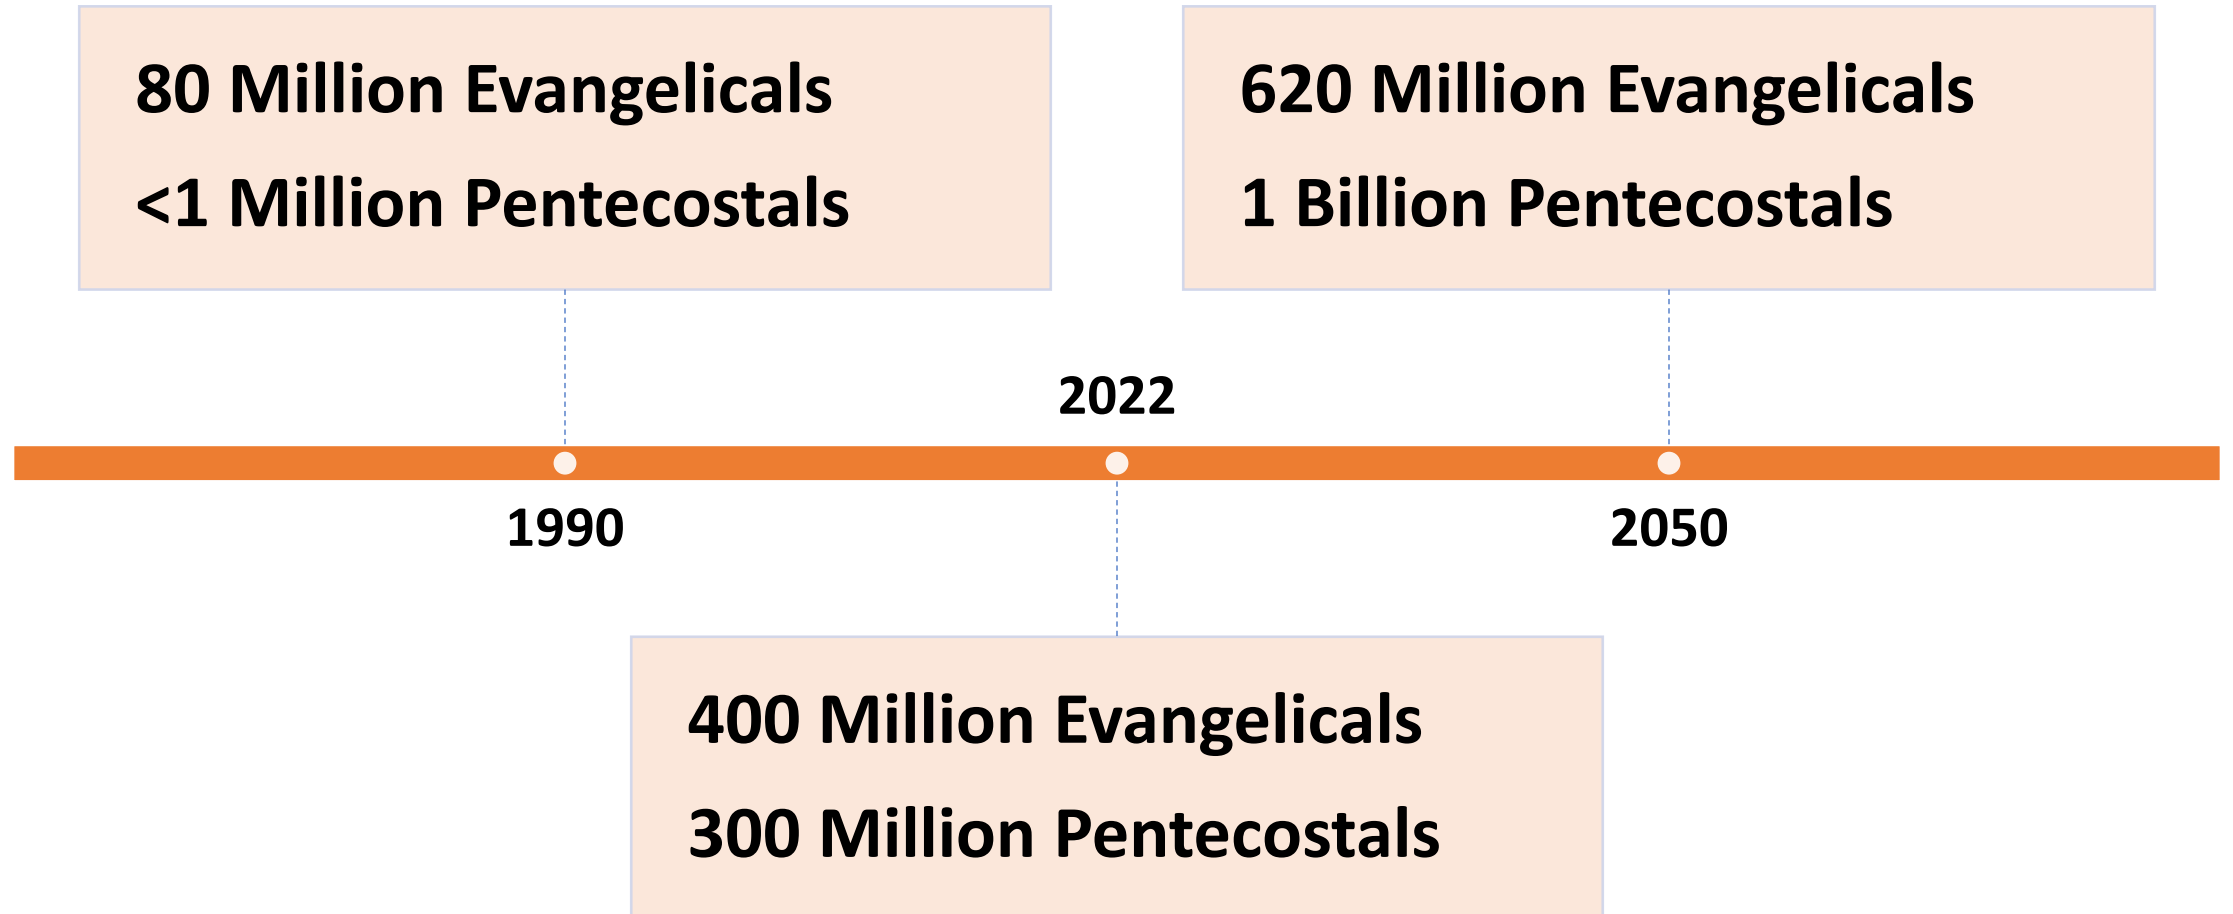 80 Million Evangelicals
<1 Million Pentecostals
620 Million Evangelicals
1 Billion Pentecostals
2022
1990
2050
400 Million Evangelicals
300 Million Pentecostals